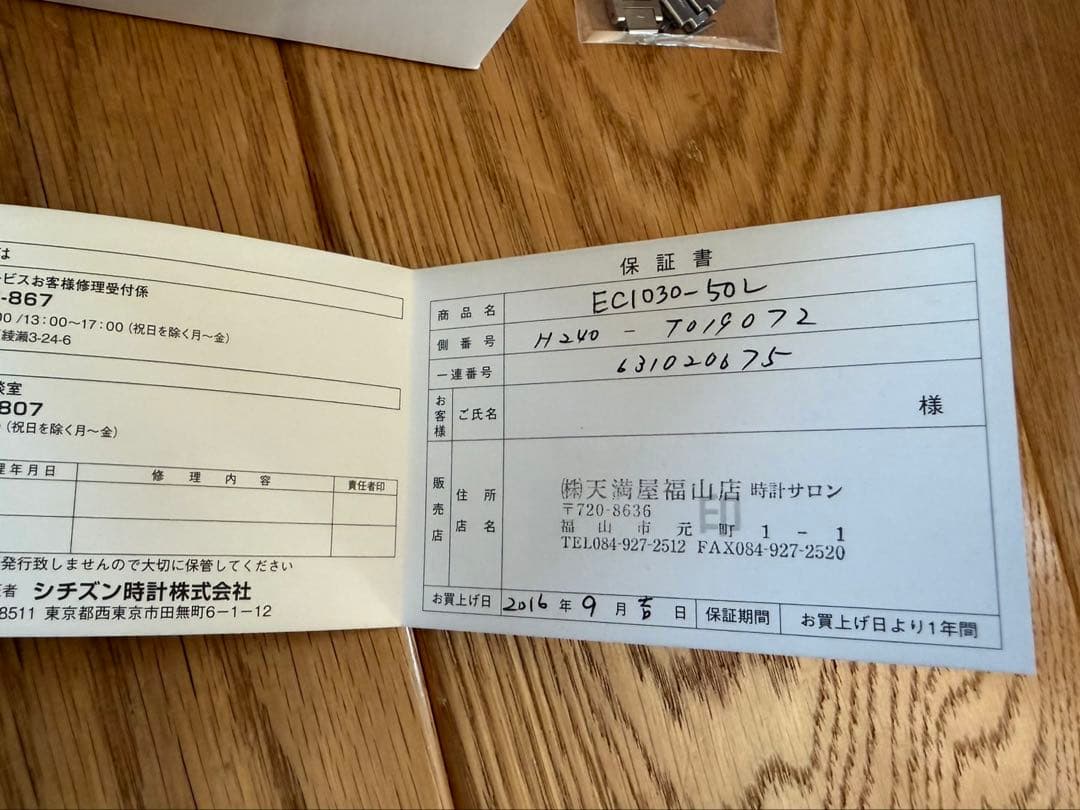 は
ービスお客様修理受付係
-867
00 /13:00～17:00 (祝日を除く月～金)
綾瀬3-24-6
談室
807
(祝日を除く月～金)
理年月日 修理内容 責任者印
発行致しませんので大切に保管してください
者 シチズン時計株式会社
8511 東京都西東京市田無町6-1-12
保証書
商品名 EC1030-50L
側番号 H240 - T019072
一連番号 631020675
お客様 ご氏名 様
販売店 住所 店名
㈱天満屋福山店 時計サロン
〒720-8636
福山市元町1-1
TEL084-927-2512 FAX084-927-2520
印
お買上げ日 2016年9月吉日 保証期間 お買上げ日より1年間